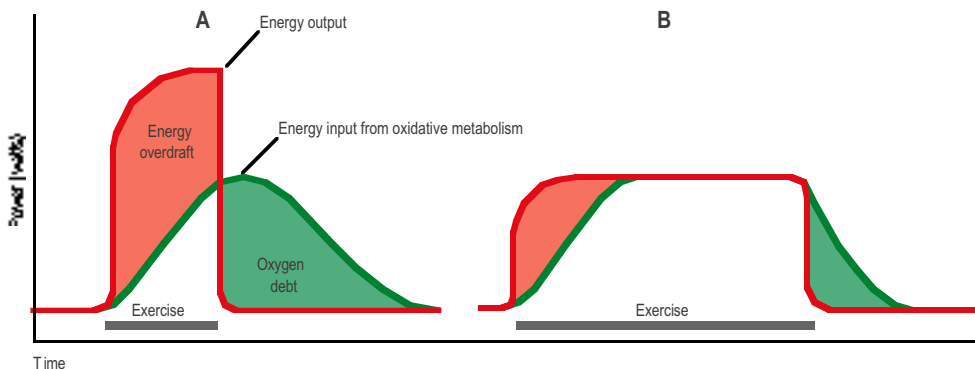 A
Energy output
B
Energy
overdraft
Energy input from oxidative metabolism
Oxygen
debt
Exercise
Exercise
Time